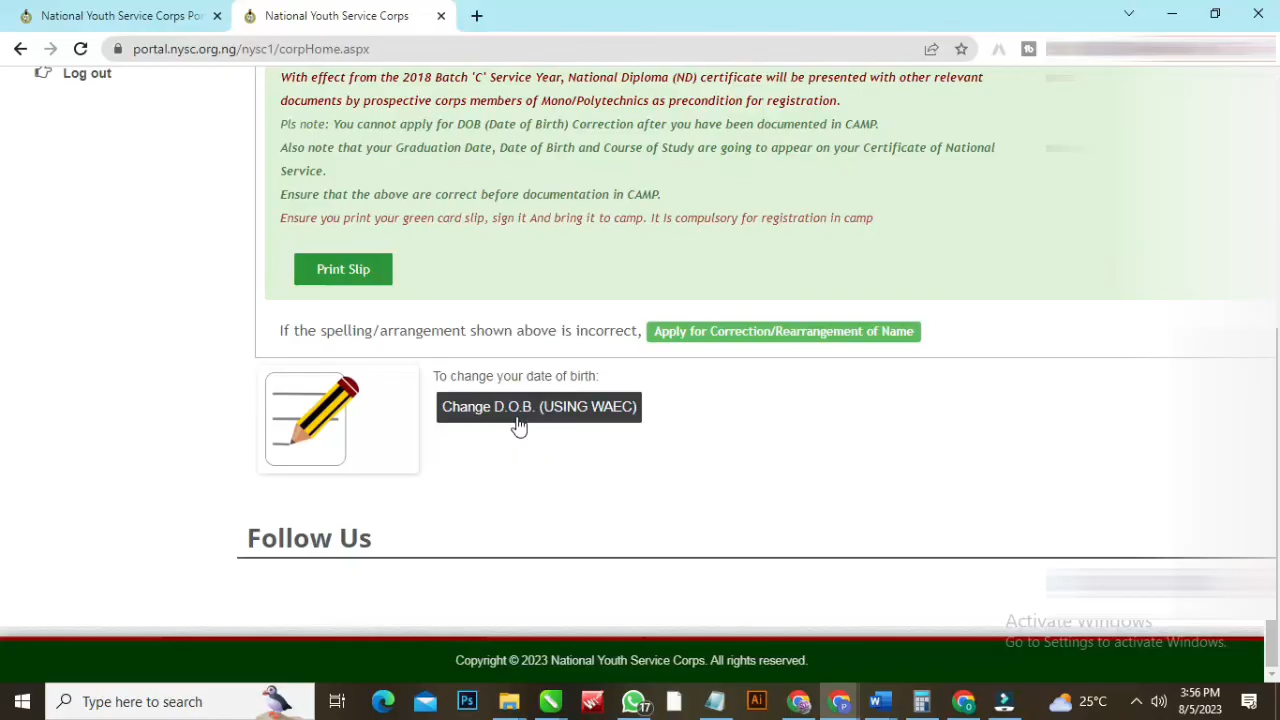 National Youth Service Corps Por
National Youth Service Corps
portal.nysc.org.ng/nysc1/corpHome.aspx
Log out
With effect from the 2018 Batch 'C' Service Year, National Diploma (ND) certificate will be presented with other relevant
documents by prospective corps members of Mono/Polytechnics as precondition for registration.
Pls note: You cannot apply for DOB (Date of Birth) Correction after you have been documented in CAMP.
Also note that your Graduation Date, Date of Birth and Course of Study are going to appear on your Certificate of National
Service.
Ensure that the above are correct before documentation in CAMP.
Ensure you print your green card slip, sign it And bring it to camp. It Is compulsory for registration in camp
Print Slip
If the spelling/arrangement shown above is incorrect, Apply for Correction/Rearrangement of Name
To change your date of birth:
Change D.O.B. (USING WAEC)
Follow Us
Activate Windows
Go to Settings to activate Windows.
Copyright © 2023 National Youth Service Corps. All rights reserved.
Type here to search
Ps
17
Ai
25°C
3:56 PM
8/5/2023